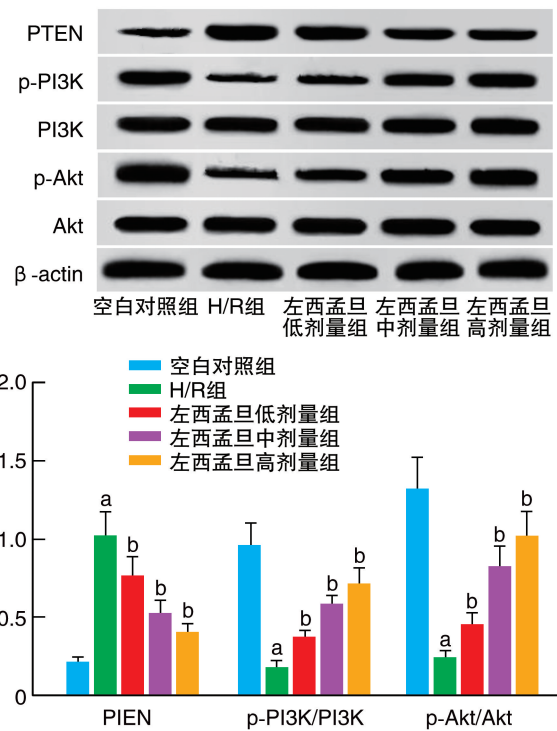 PTEN
p-PI3K
PI3K
p-Akt
Akt
β-actin
空白对照组 H/R组 左西孟旦低剂量组 左西孟旦中剂量组 左西孟旦高剂量组
空白对照组
H/R组
左西孟旦低剂量组
左西孟旦中剂量组
左西孟旦高剂量组
2.0
1.5
1.0
0.5
0
a b b b
a b b b
a b b b
PIEN p-PI3K/PI3K p-Akt/Akt